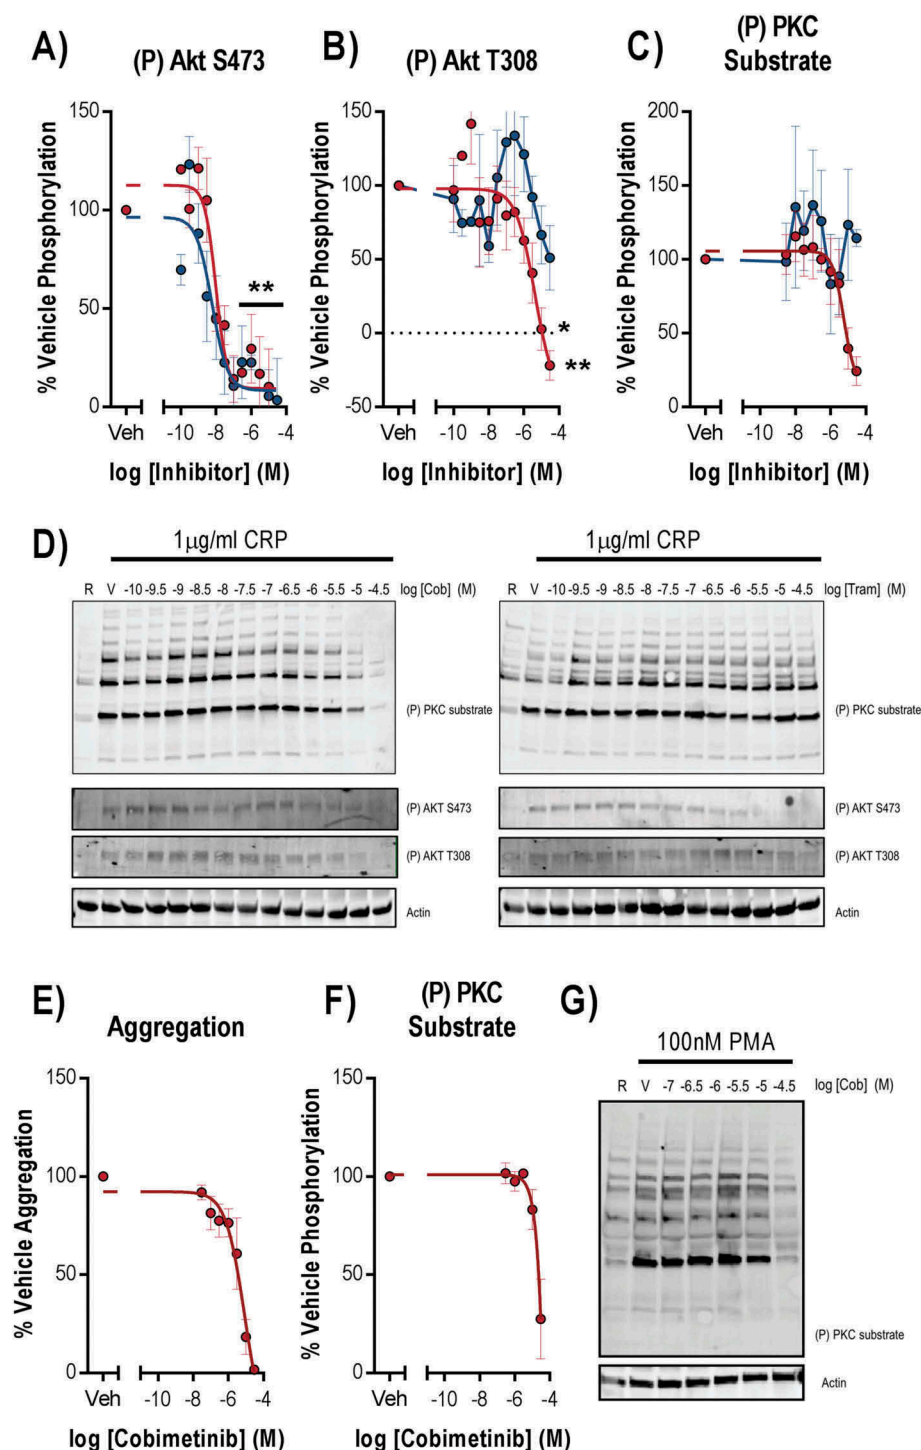 A)
(P) Akt S473
% Vehicle Phosphorylation
150
100
50
0
**
Veh
-10 -8 -6 -4
log [Inhibitor] (M)
B)
(P) Akt T308
% Vehicle Phosphorylation
150
100
50
0
-50
*
**
Veh
-10 -8 -6 -4
log [Inhibitor] (M)
C)
(P) PKC
Substrate
% Vehicle Phosphorylation
200
150
100
50
0
Veh
-10 -8 -6 -4
log [Inhibitor] (M)
D)
1μg/ml CRP
R V -10 -9.5 -9 -8.5 -8 -7.5 -7 -6.5 -6 -5.5 -5 -4.5 log [Cob] (M)
(P) PKC substrate
(P) AKT S473
(P) AKT T308
Actin
1μg/ml CRP
R V -10 -9.5 -9 -8.5 -8 -7.5 -7 -6.5 -6 -5.5 -5 -4.5 log [Tram] (M)
(P) PKC substrate
(P) AKT S473
(P) AKT T308
Actin
E)
Aggregation
% Vehicle Aggregation
150
100
50
0
Veh
-10 -8 -6 -4
log [Cobimetinib] (M)
F)
(P) PKC
Substrate
% Vehicle Phosphorylation
150
100
50
0
Veh
-10 -8 -6 -4
log [Cobimetinib] (M)
G)
100nM PMA
R V -7 -6.5 -6 -5.5 -5 -4.5 log [Cob] (M)
(P) PKC substrate
Actin